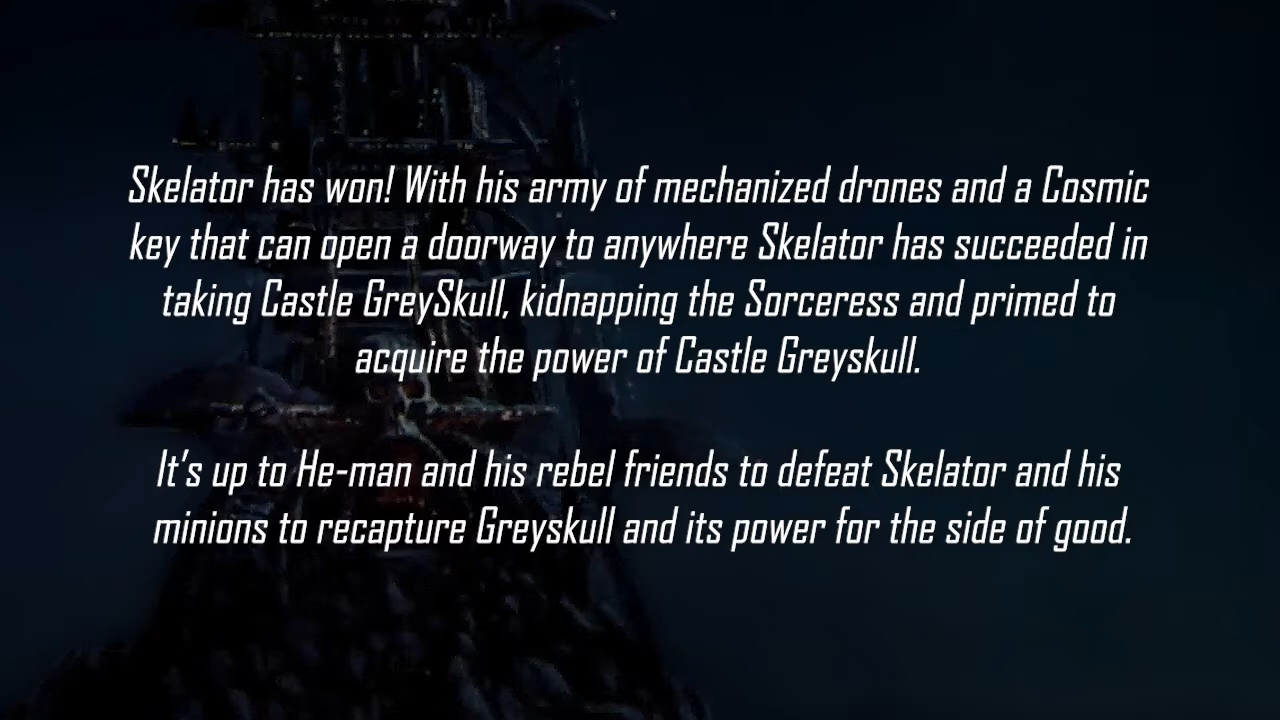 Skelator has won! With his army of mechanized drones and a Cosmic
key that can open a doorway to anywhere Skelator has succeeded in
taking Castle GreySkull, kidnapping the Sorceress and primed to
acquire the power of Castle Greyskull.
It's up to He-man and his rebel friends to defeat Skelator and his
minions to recapture Greyskull and its power for the side of good.